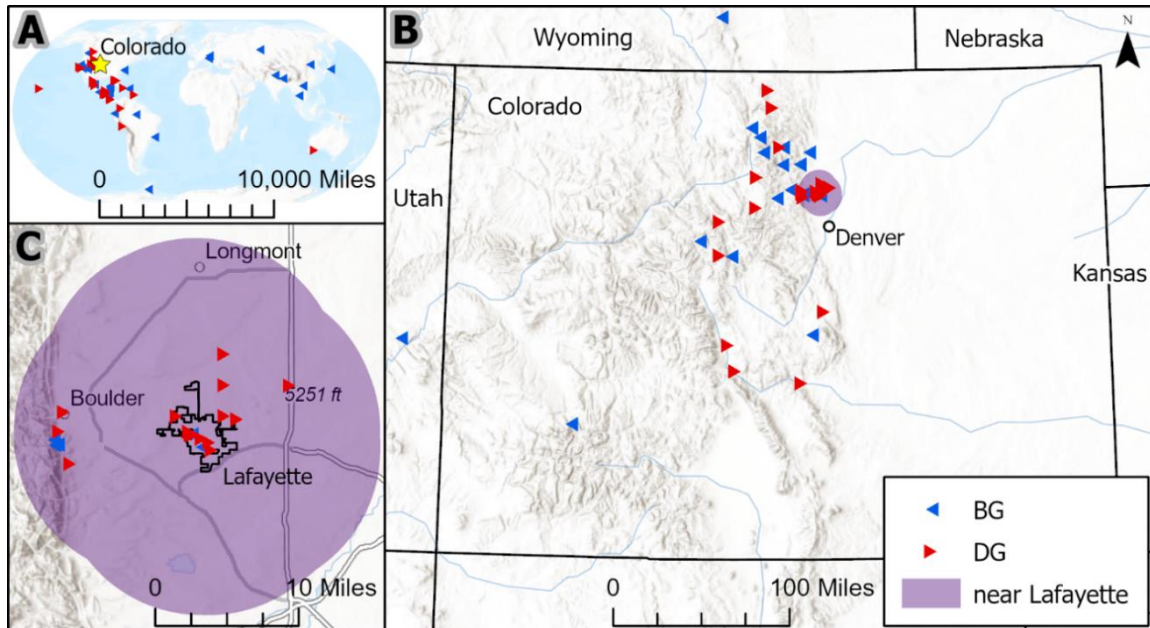 A
Colorado
0
10,000 Miles
B
Wyoming
Nebraska
N
Colorado
Utah
Denver
Kansas
0
100 Miles
C
Longmont
Boulder
5251 ft
Lafayette
0
10 Miles
BG
DG
near Lafayette